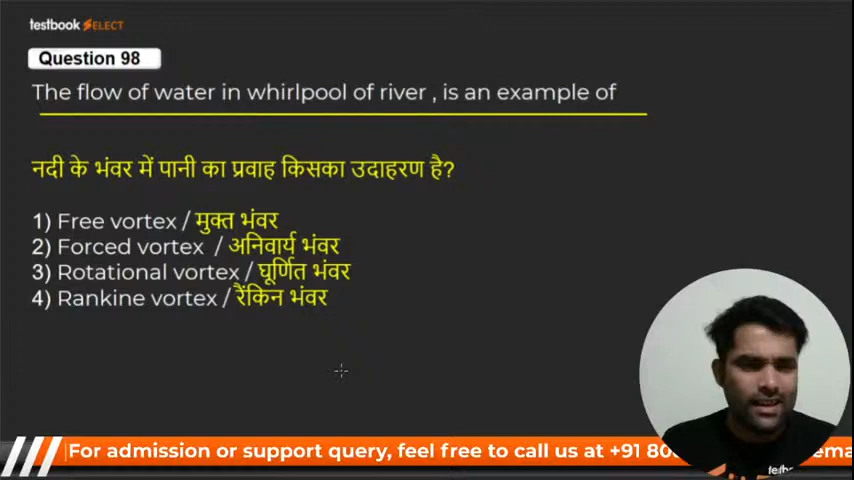 testbook SELECT
Question 98
The flow of water in whirlpool of river , is an example of
नदी के भंवर में पानी का प्रवाह किसका उदाहरण है?
1) Free vortex / मुक्त भंवर
2) Forced vortex / अनिवार्य भंवर
3) Rotational vortex / घूर्णित भंवर
4) Rankine vortex / रैंकिन भंवर
For admission or support query, feel free to call us at +91